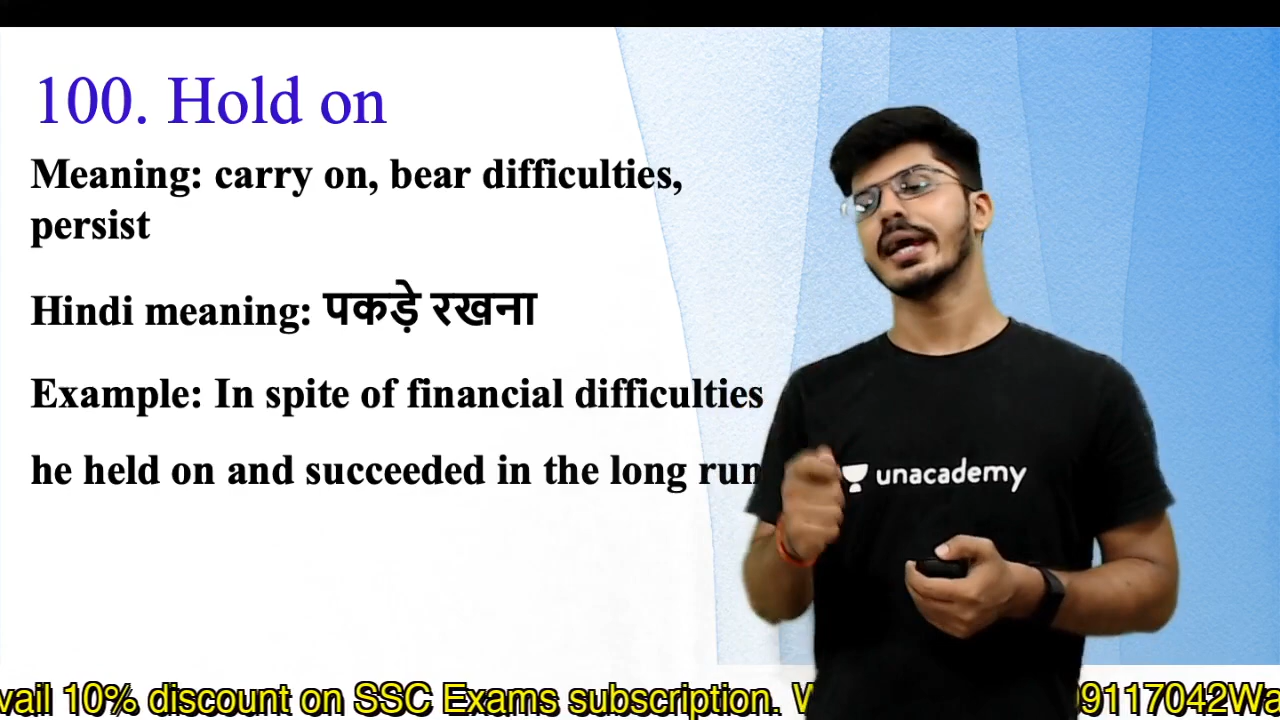 100. Hold on
Meaning: carry on, bear difficulties,
persist
Hindi meaning: पकड़े रखना
Example: In spite of financial difficulties
he held on and succeeded in the long run
unacademy
vail 10% discount on SSC Exams subscription. W 9117042Wa